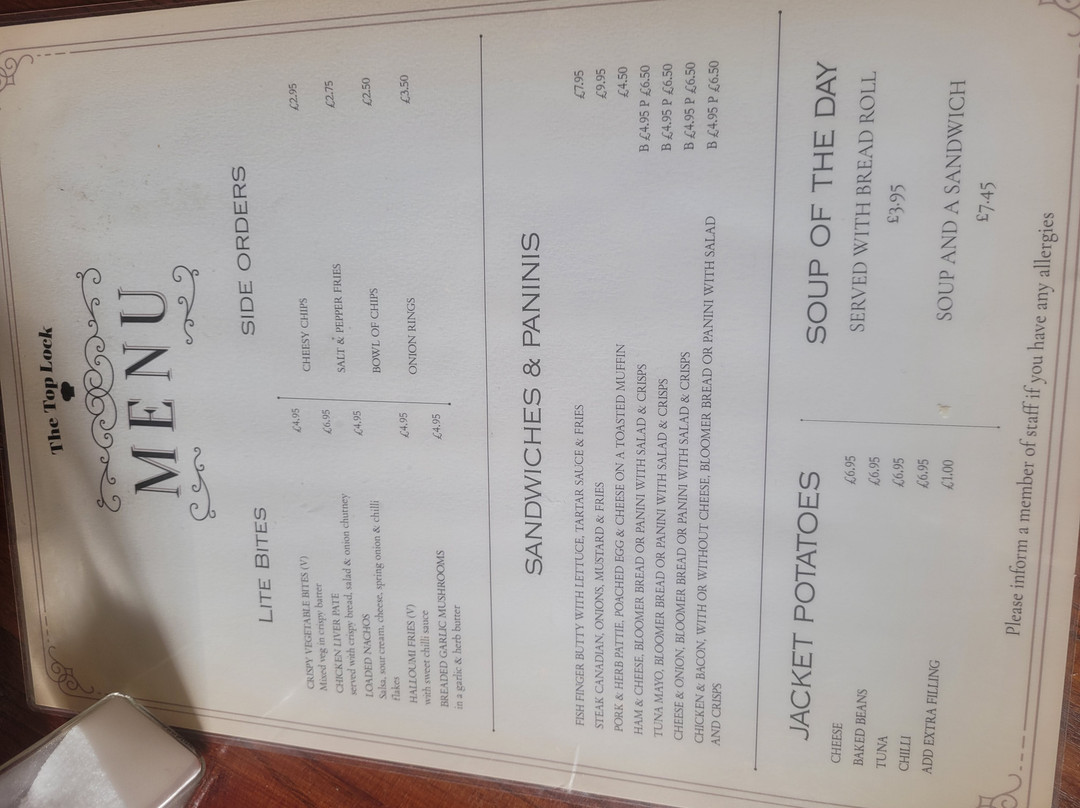 The Top Lock
MENU
LITE BITES
CRISPY VEGETABLE BITES (V) £4.95
Mixed veg in crispy batter
CHICKEN LIVER PATE £6.95
served with crispy bread, salad & onion chutney
LOADED NACHOS £4.95
Salsa, sour cream, cheese, spring onion & chilli
flakes
HALLOUMI FRIES (V) £4.95
with sweet chilli sauce
BREADED GARLIC MUSHROOMS £4.95
in a garlic & herb butter
SIDE ORDERS
CHEESY CHIPS £2.95
SALT & PEPPER FRIES £2.75
BOWL OF CHIPS £2.50
ONION RINGS £3.50
SANDWICHES & PANINIS
FISH FINGER BUTTY WITH LETTUCE, TARTAR SAUCE & FRIES £7.95
STEAK CANADIAN, ONIONS, MUSTARD & FRIES £9.95
PORK & HERB PATTIE, POACHED EGG & CHEESE ON A TOASTED MUFFIN £4.50
HAM & CHEESE, BLOOMER BREAD OR PANINI WITH SALAD & CRISPS B £4.95 P £6.50
TUNA MAYO, BLOOMER BREAD OR PANINI WITH SALAD & CRISPS B £4.95 P £6.50
CHEESE & ONION, BLOOMER BREAD OR PANINI WITH SALAD & CRISPS B £4.95 P £6.50
CHICKEN & BACON, WITH OR WITHOUT CHEESE, BLOOMER BREAD OR PANINI WITH SALAD B £4.95 P £6.50
AND CRISPS
JACKET POTATOES
CHEESE £6.95
BAKED BEANS £6.95
TUNA £6.95
CHILLI £6.95
ADD EXTRA FILLING £1.00
SOUP OF THE DAY
SERVED WITH BREAD ROLL
£3.95
SOUP AND A SANDWICH
£7.45
Please inform a member of staff if you have any allergies